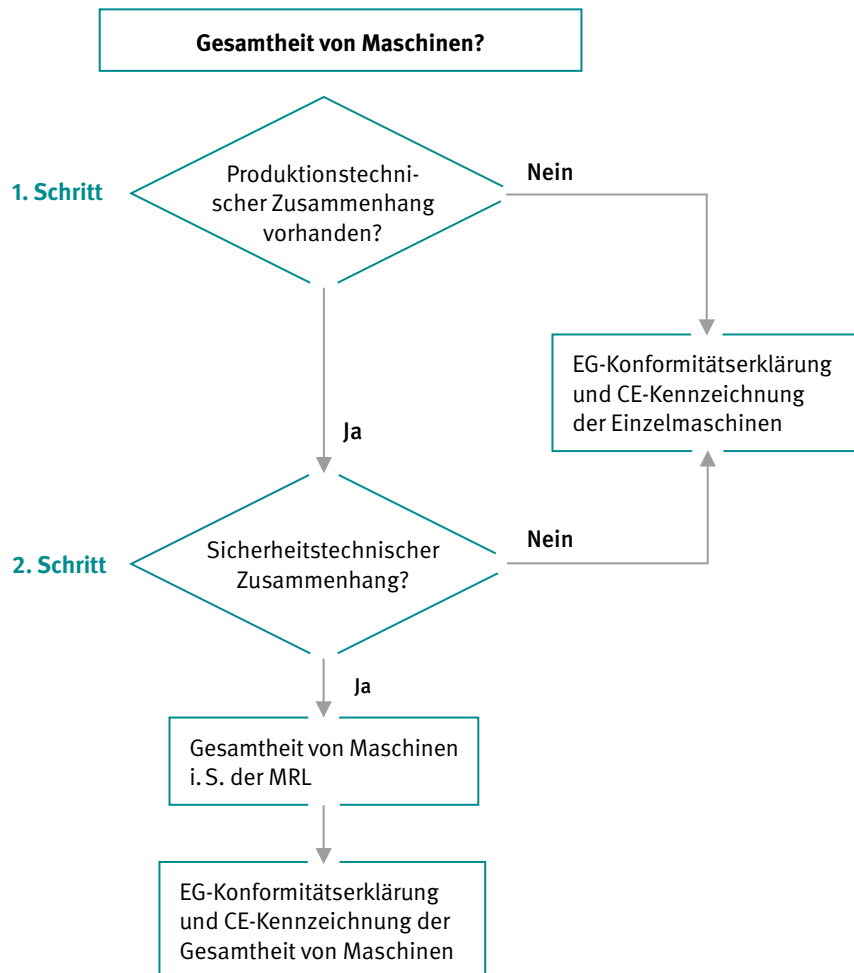 Gesamtheit von Maschinen?
1. Schritt
Produktionstechni-
scher Zusammenhang
vorhanden?
Nein
EG-Konformitätserklärung
und CE-Kennzeichnung
der Einzelmaschinen
Ja
2. Schritt
Sicherheitstechnischer
Zusammenhang?
Nein
Ja
Gesamtheit von Maschinen
i. S. der MRL
EG-Konformitätserklärung
und CE-Kennzeichnung der
Gesamtheit von Maschinen